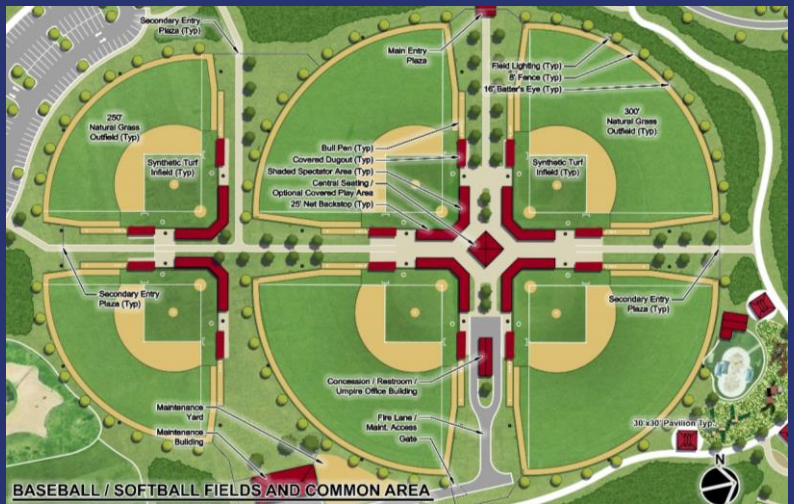 Secondary Entry
Plaza (Typ)
Main Entry
Plaza
Field Lighting (Typ)
8' Fence (Typ)
16' Batter's Eye (Typ)
250'
Natural Grass
Outfield (Typ)
300'
Natural Grass
Outfield (Typ)
Synthetic Turf
Infield (Typ)
Bull Pen (Typ)
Covered Dugout (Typ)
Shaded Spectator Area (Typ)
Central Seating /
Optional Covered Play Area
25' Net Backstop (Typ)
Synthetic Turf
Infield (Typ)
Secondary Entry
Plaza (Typ)
Secondary Entry
Plaza (Typ)
Concession / Restroom /
Umpire Office Building
Maintenance
Yard
Maintenance
Building
Fire Lane /
Maint. Access
Gate
30'x30' Pavilion Typ.
N
BASEBALL / SOFTBALL FIELDS AND COMMON AREA